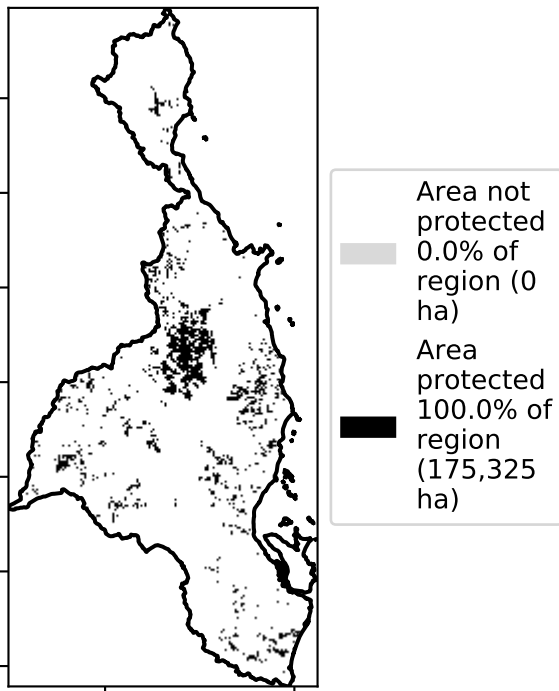 Area not
protected
0.0% of
region (0
ha)
Area
protected
100.0% of
region
(175,325
ha)